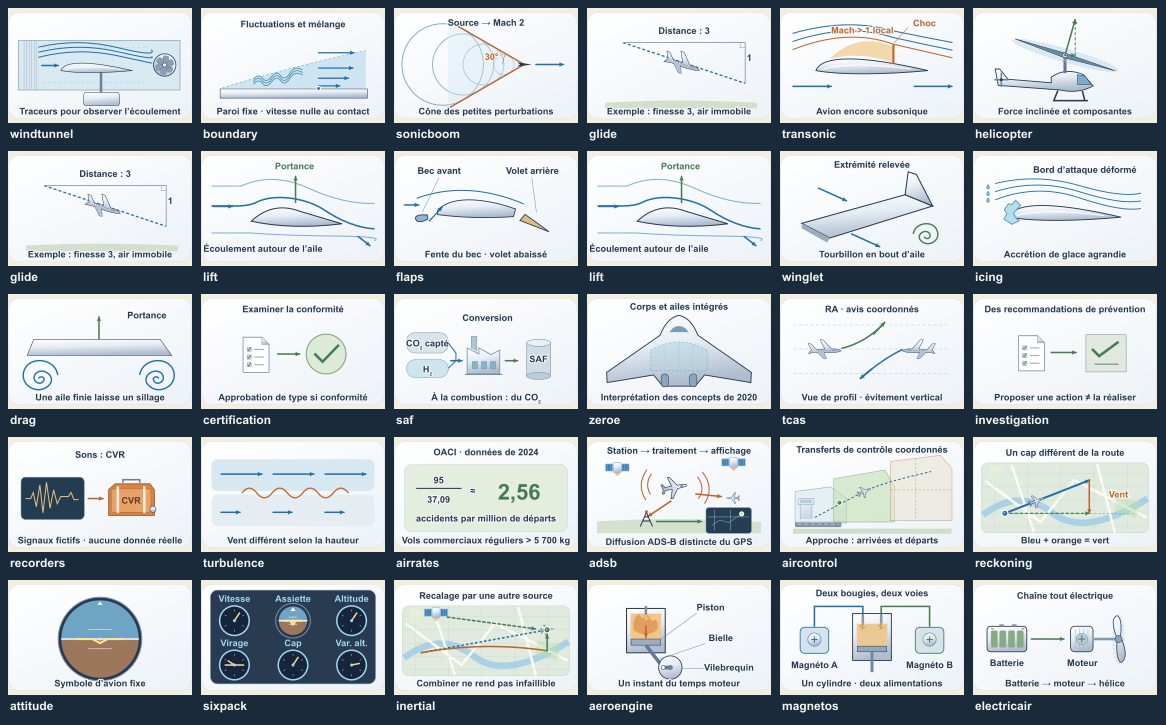 Traceurs pour observer l'écoulement
windtunnel
Fluctuations et mélange
Paroi fixe · vitesse nulle au contact
boundary
Source → Mach 2
30°
Cône des petites perturbations
sonicboom
Distance : 3
1
Exemple : finesse 3, air immobile
glide
Choc
Mach > 1 local
Avion encore subsonique
transonic
Force inclinée et composantes
helicopter
Distance : 3
1
Exemple : finesse 3, air immobile
glide
Portance
Écoulement autour de l'aile
lift
Bec avant
Volet arrière
Fente du bec · volet abaissé
flaps
Portance
Écoulement autour de l'aile
lift
Extrémité relevée
Tourbillon en bout d'aile
winglet
Bord d'attaque déformé
Accrétion de glace agrandie
icing
Portance
Une aile finie laisse un sillage
drag
Examiner la conformité
Approbation de type si conformité
certification
Conversion
CO₂ capté
H₂
SAF
À la combustion : du CO₂
saf
Corps et ailes intégrés
Interprétation des concepts de 2020
zeroe
RA · avis coordonnés
Vue de profil · évitement vertical
tcas
Des recommandations de prévention
Proposer une action ≠ la réaliser
investigation
Sons : CVR
CVR
Signaux fictifs · aucune donnée réelle
recorders
Vent différent selon la hauteur
turbulence
OACI · données de 2024
95
37,09
≈
2,56
accidents par million de départs
Vols commerciaux réguliers > 5 700 kg
airrates
Station → traitement → affichage
Diffusion ADS-B distincte du GPS
adsb
Transferts de contrôle coordonnés
Approche : arrivées et départs
aircontrol
Un cap différent de la route
Vent
Bleu + orange = vert
reckoning
Symbole d'avion fixe
attitude
Vitesse
Assiette
Altitude
Virage
Cap
Var. alt.
sixpack
Recalage par une autre source
Combiner ne rend pas infaillible
inertial
Piston
Bielle
Vilebrequin
Un instant du temps moteur
aeroengine
Deux bougies, deux voies
Magnéto A
Magnéto B
Un cylindre · deux alimentations
magnetos
Chaîne tout électrique
Batterie
Moteur
Batterie → moteur → hélice
electricair